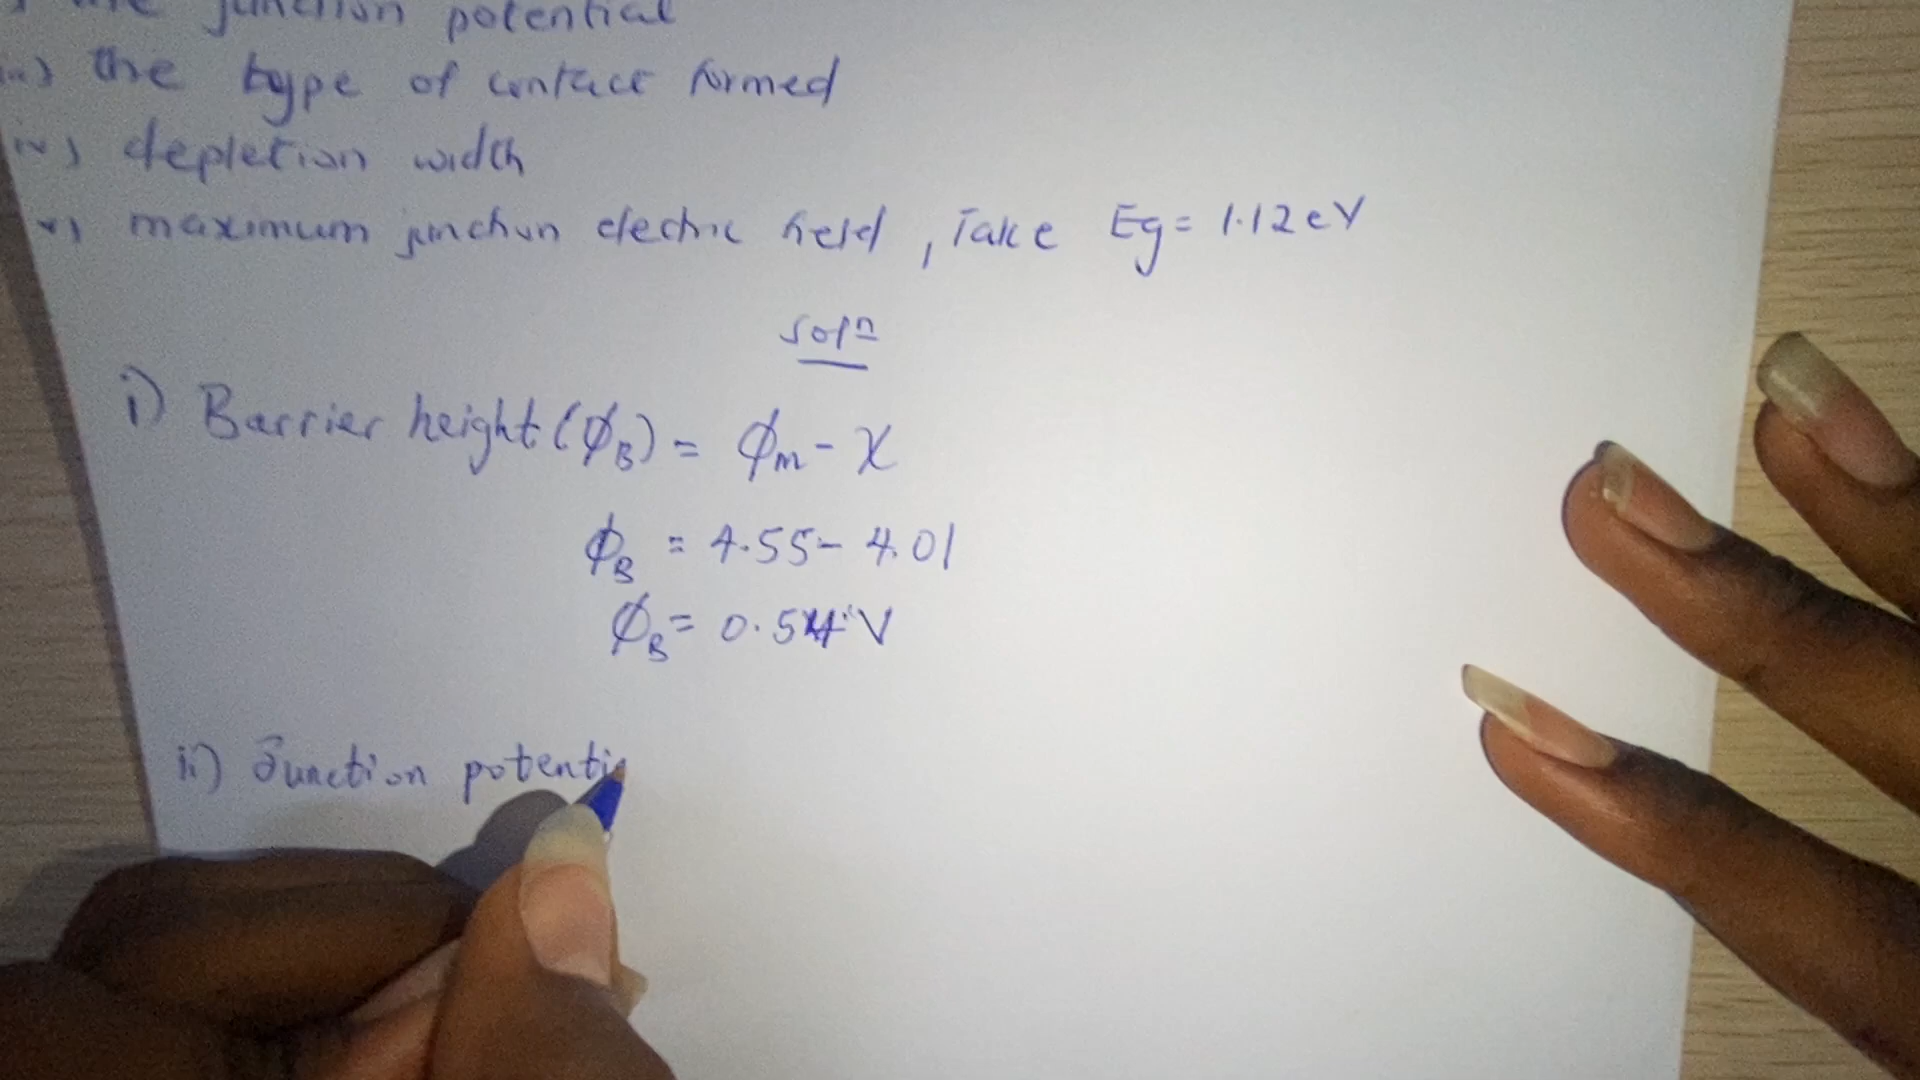 junction potential
the type of contact formed
iv) depletion width
v) maximum junction electric field, Take Eg = 1.12eV
Soln
i) Barrier height (ϕB) = ϕm - χ
ϕB = 4.55 - 4.01
ϕB = 0.54 V
ii) Junction potenti